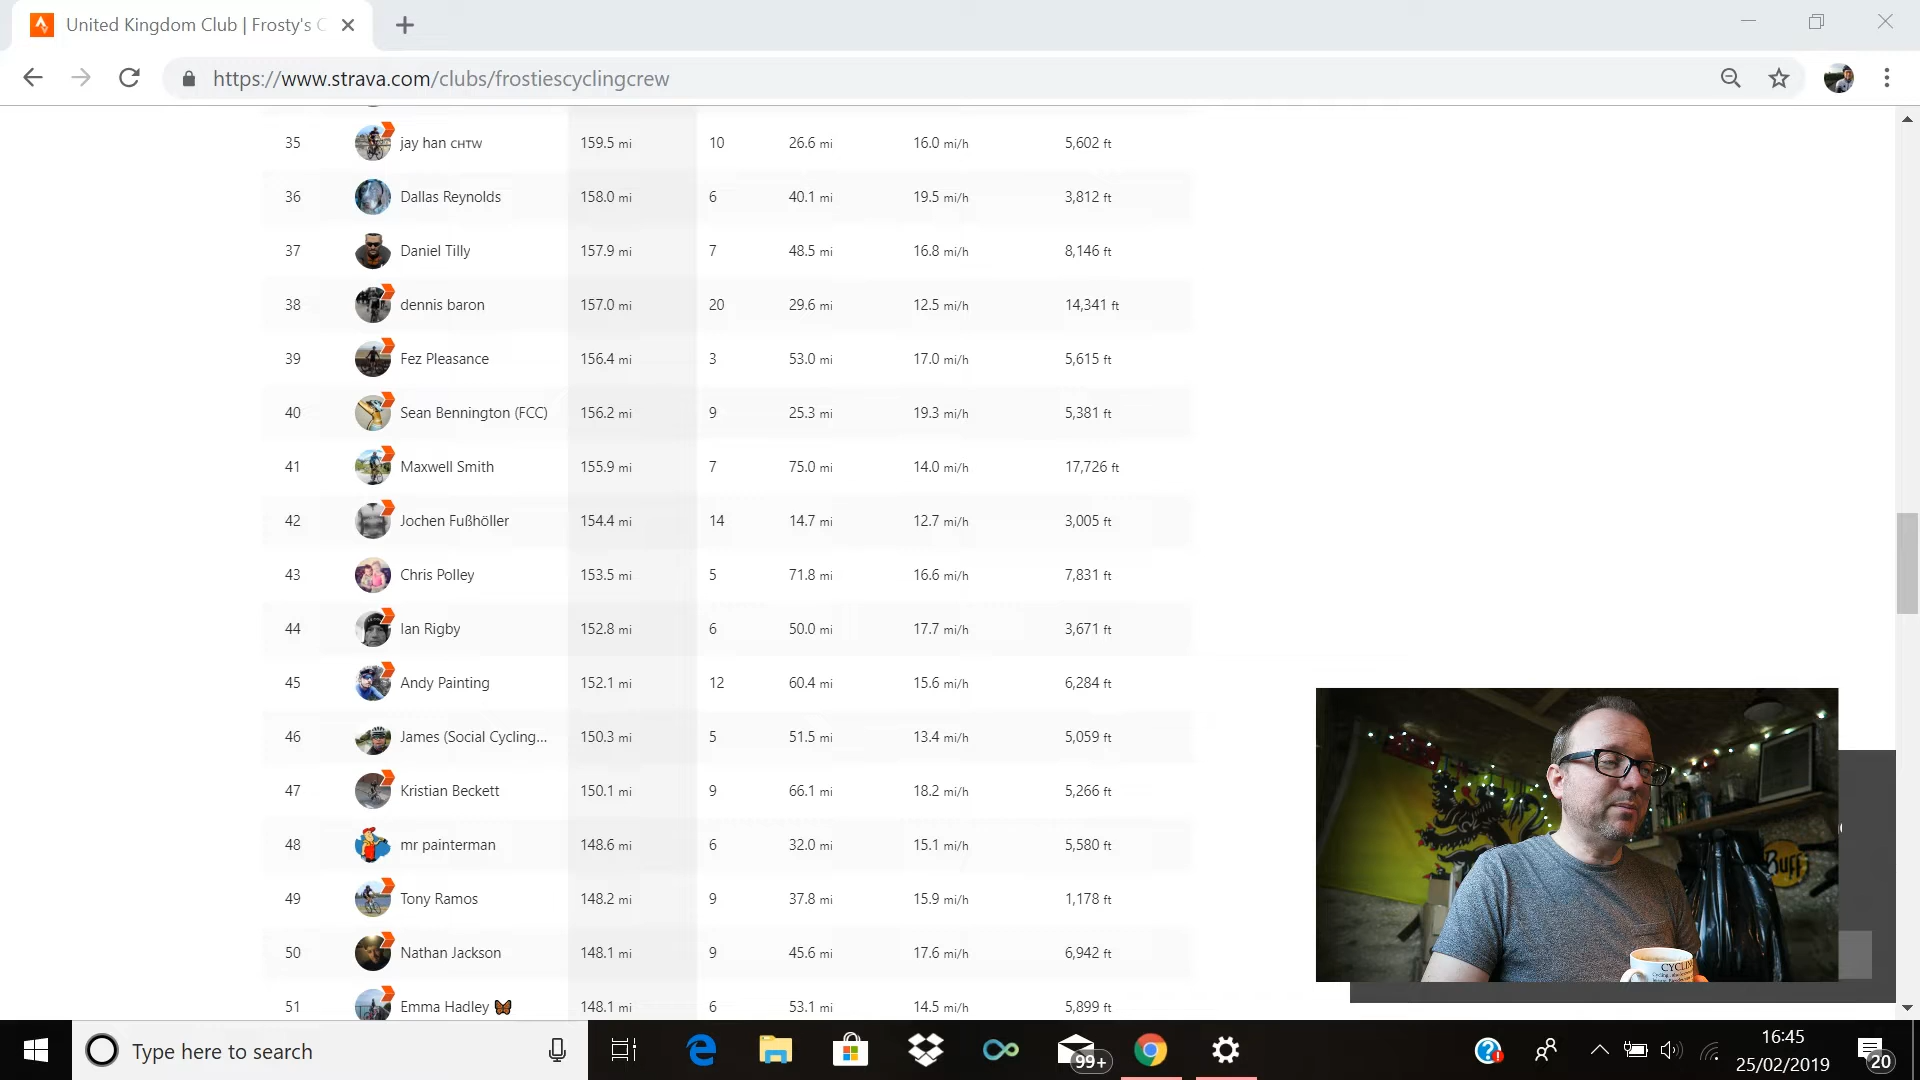 United Kingdom Club | Frosty's C
https://www.strava.com/clubs/frostiescyclingcrew
35 jay han CHTW 159.5 mi 10 26.6 mi 16.0 mi/h 5,602 ft
36 Dallas Reynolds 158.0 mi 6 40.1 mi 19.5 mi/h 3,812 ft
37 Daniel Tilly 157.9 mi 7 48.5 mi 16.8 mi/h 8,146 ft
38 dennis baron 157.0 mi 20 29.6 mi 12.5 mi/h 14,341 ft
39 Fez Pleasance 156.4 mi 3 53.0 mi 17.0 mi/h 5,615 ft
40 Sean Bennington (FCC) 156.2 mi 9 25.3 mi 19.3 mi/h 5,381 ft
41 Maxwell Smith 155.9 mi 7 75.0 mi 14.0 mi/h 17,726 ft
42 Jochen Fußhöller 154.4 mi 14 14.7 mi 12.7 mi/h 3,005 ft
43 Chris Polley 153.5 mi 5 71.8 mi 16.6 mi/h 7,831 ft
44 Ian Rigby 152.8 mi 6 50.0 mi 17.7 mi/h 3,671 ft
45 Andy Painting 152.1 mi 12 60.4 mi 15.6 mi/h 6,284 ft
46 James (Social Cycling... 150.3 mi 5 51.5 mi 13.4 mi/h 5,059 ft
47 Kristian Beckett 150.1 mi 9 66.1 mi 18.2 mi/h 5,266 ft
48 mr painterman 148.6 mi 6 32.0 mi 15.1 mi/h 5,580 ft
49 Tony Ramos 148.2 mi 9 37.8 mi 15.9 mi/h 1,178 ft
50 Nathan Jackson 148.1 mi 9 45.6 mi 17.6 mi/h 6,942 ft
51 Emma Hadley 🦋 148.1 mi 6 53.1 mi 14.5 mi/h 5,899 ft
Buff
CYCLIN
Type here to search
99+
16:45
25/02/2019
20